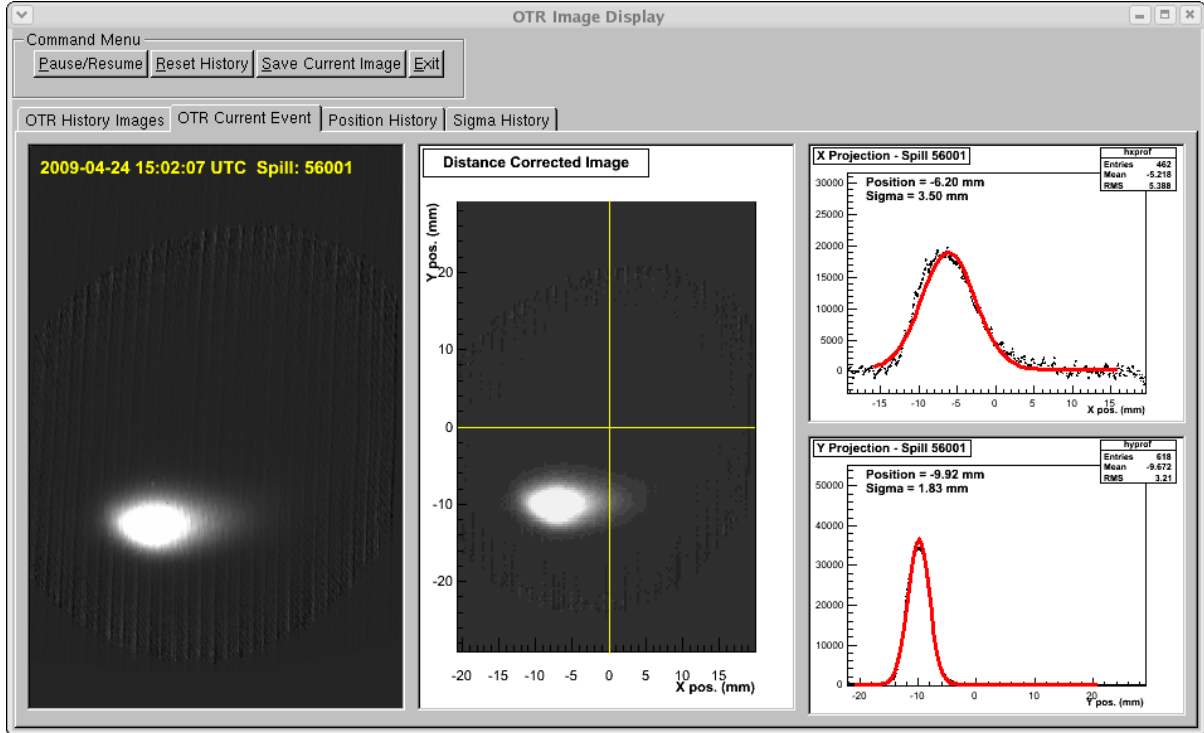 OTR Image Display
Command Menu
Pause/Resume Reset History Save Current Image Exit
OTR History Images OTR Current Event Position History Sigma History
2009-04-24 15:02:07 UTC Spill: 56001
Distance Corrected Image
Y pos. (mm)
20
10
0
-10
-20
-20 -15 -10 -5 0 5 10 15
X pos. (mm)
X Projection - Spill 56001
hxprof
Entries 462
Mean -5.218
RMS 5.388
Position = -6.20 mm
Sigma = 3.50 mm
30000
25000
20000
15000
10000
5000
0
-15 -10 -5 0 5 10 15
X pos. (mm)
Y Projection - Spill 56001
hyprof
Entries 618
Mean -9.672
RMS 3.21
Position = -9.92 mm
Sigma = 1.83 mm
50000
40000
30000
20000
10000
0
-20 -10 0 10 20
Y pos. (mm)